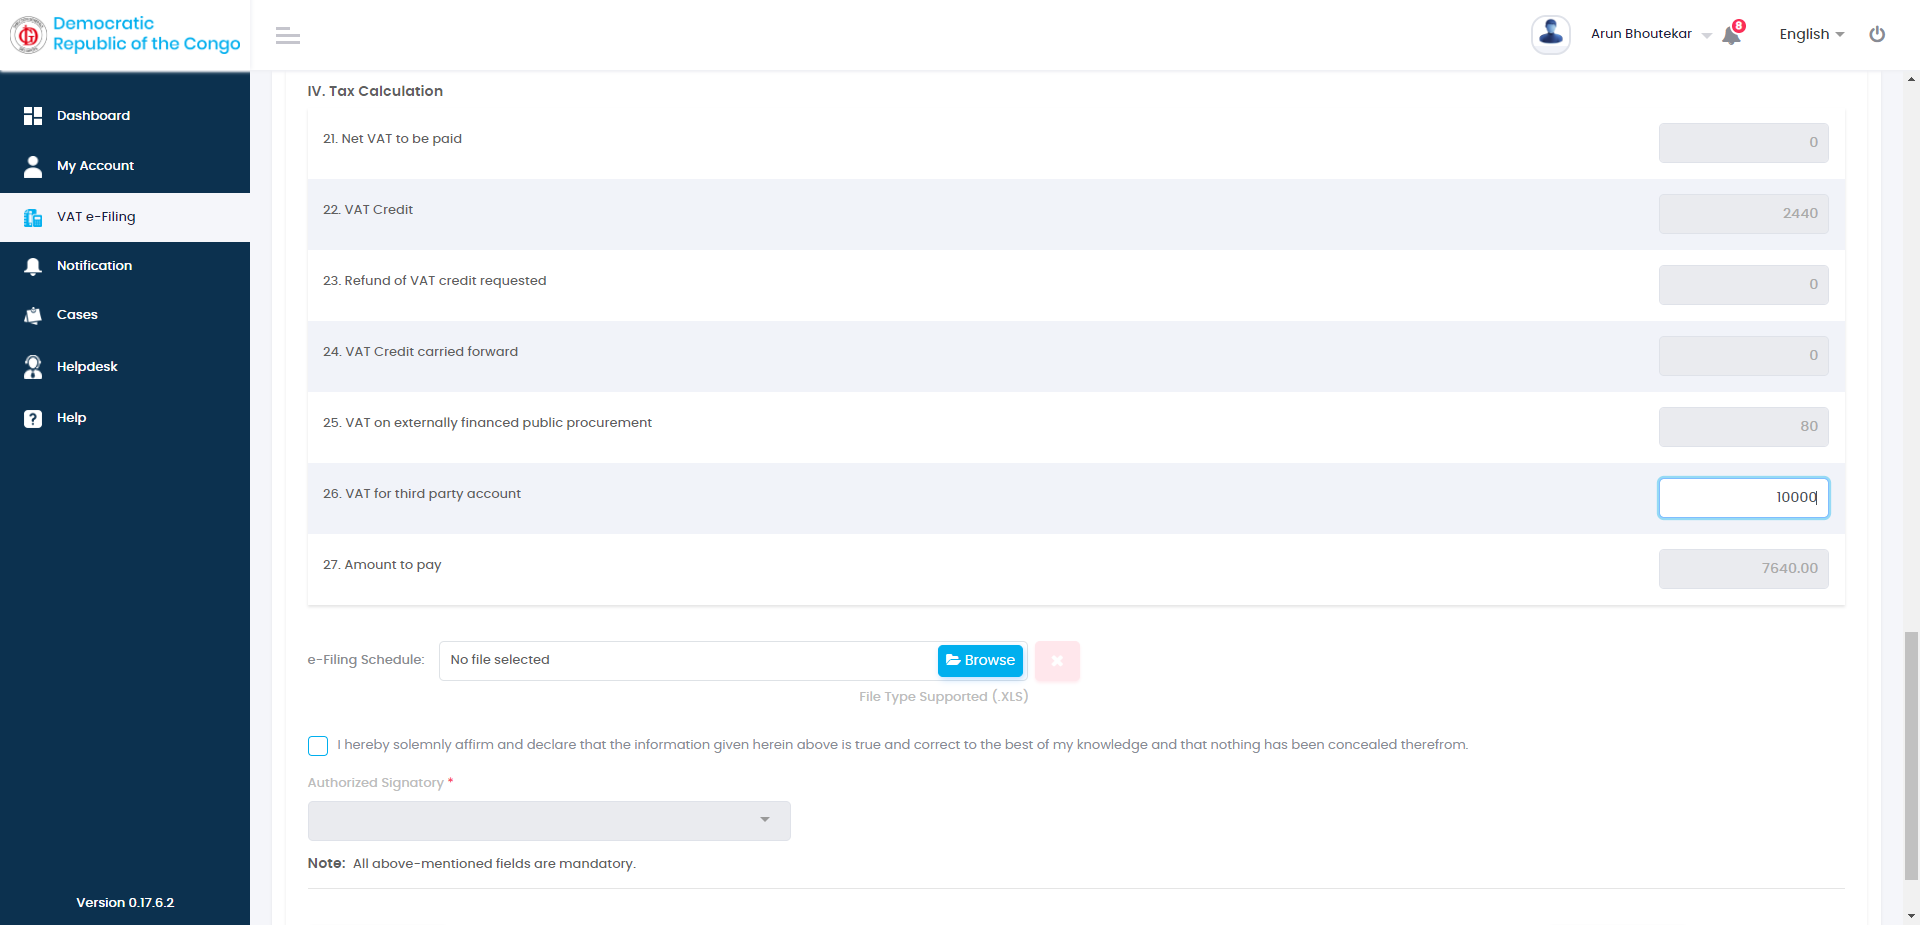 Democratic
Republic of the Congo
Arun Bhoutekar
8
English
Dashboard
My Account
VAT e-Filing
Notification
Cases
Helpdesk
Help
Version 0.17.6.2
IV. Tax Calculation
21. Net VAT to be paid
0
22. VAT Credit
2440
23. Refund of VAT credit requested
0
24. VAT Credit carried forward
0
25. VAT on externally financed public procurement
80
26. VAT for third party account
10000
27. Amount to pay
7640.00
e-Filing Schedule:
No file selected
Browse
File Type Supported (.XLS)
I hereby solemnly affirm and declare that the information given herein above is true and correct to the best of my knowledge and that nothing has been concealed therefrom.
Authorized Signatory *
Note: All above-mentioned fields are mandatory.